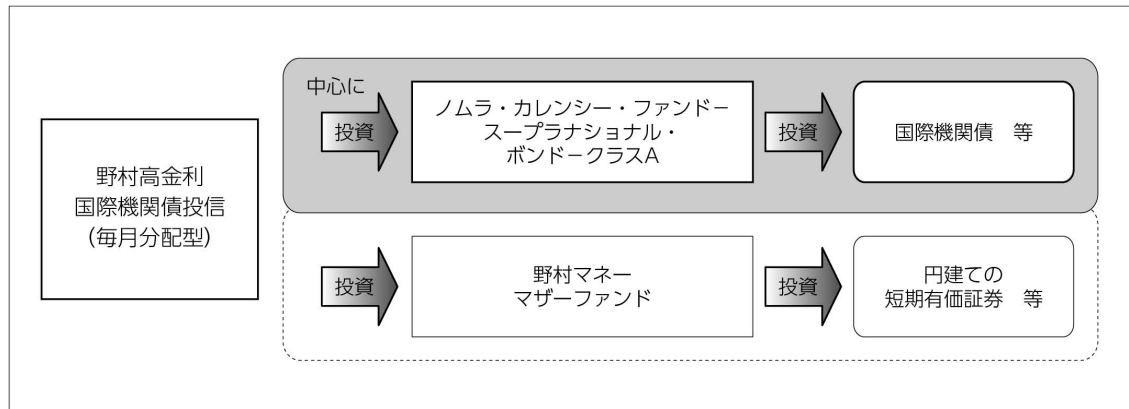 野村高金利
国際機関債投信
(毎月分配型)
中心に
投資
ノムラ・カレンシー・ファンド－
スープラナショナル・
ボンド－クラスA
投資
国際機関債　等
投資
野村マネー
マザーファンド
投資
円建ての
短期有価証券　等